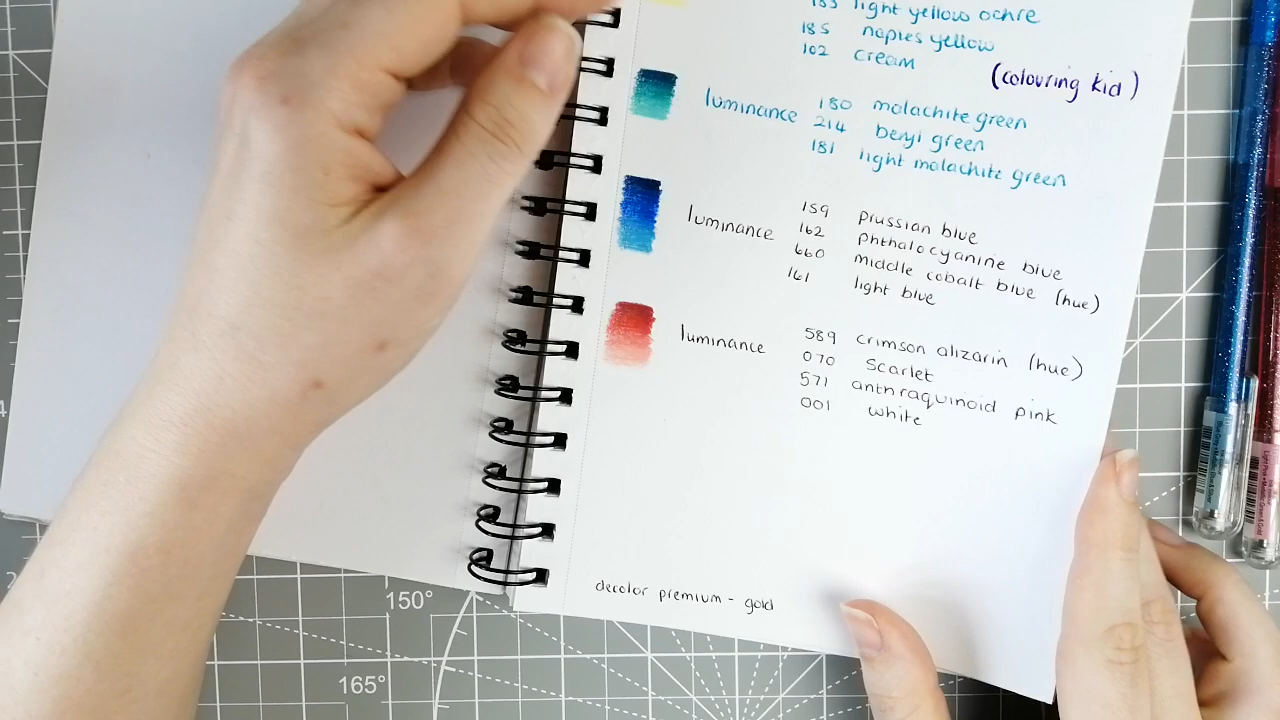 light yellow ochre
185 naples yellow
102 cream
(colouring kid)
luminance 180 malachite green
214 beryl green
181 light malachite green
luminance 159 prussian blue
162 phthalocyanine blue
660 middle cobalt blue (hue)
161 light blue
luminance 589 crimson alizarin (hue)
070 Scarlet
571 anthraquinoid pink
001 white
decolor premium - gold
150°
165°